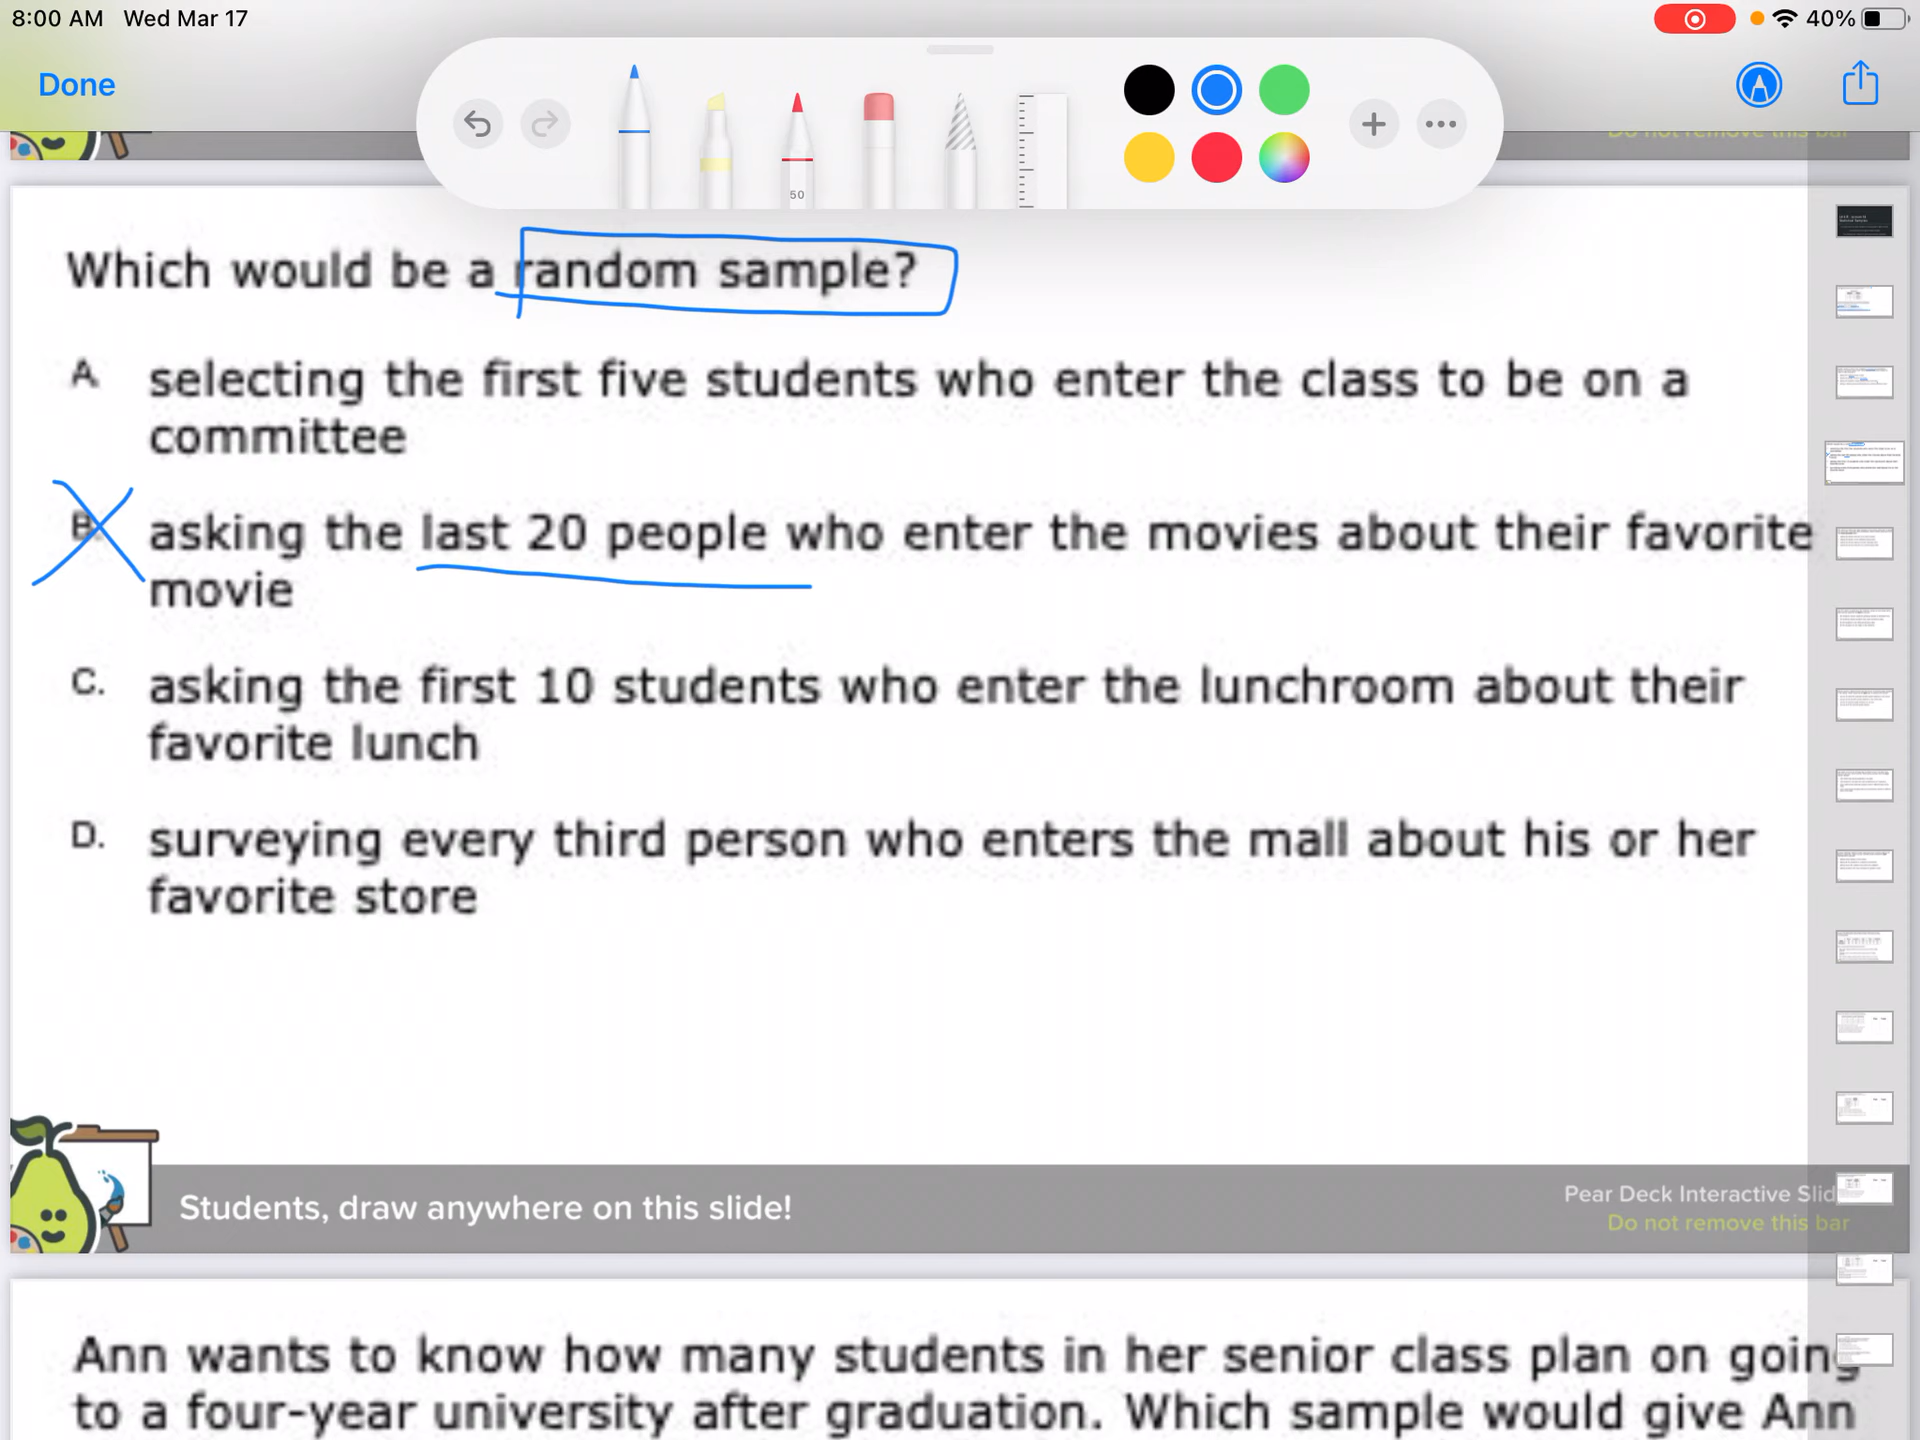 8:00 AM Wed Mar 17
40%
Done
50
Do not remove this bar
Which would be a random sample?
A. selecting the first five students who enter the class to be on a
committee
B. asking the last 20 people who enter the movies about their favorite
movie
C. asking the first 10 students who enter the lunchroom about their
favorite lunch
D. surveying every third person who enters the mall about his or her
favorite store
Students, draw anywhere on this slide!
Pear Deck Interactive Slid
Do not remove this bar
Ann wants to know how many students in her senior class plan on going
to a four-year university after graduation. Which sample would give Ann